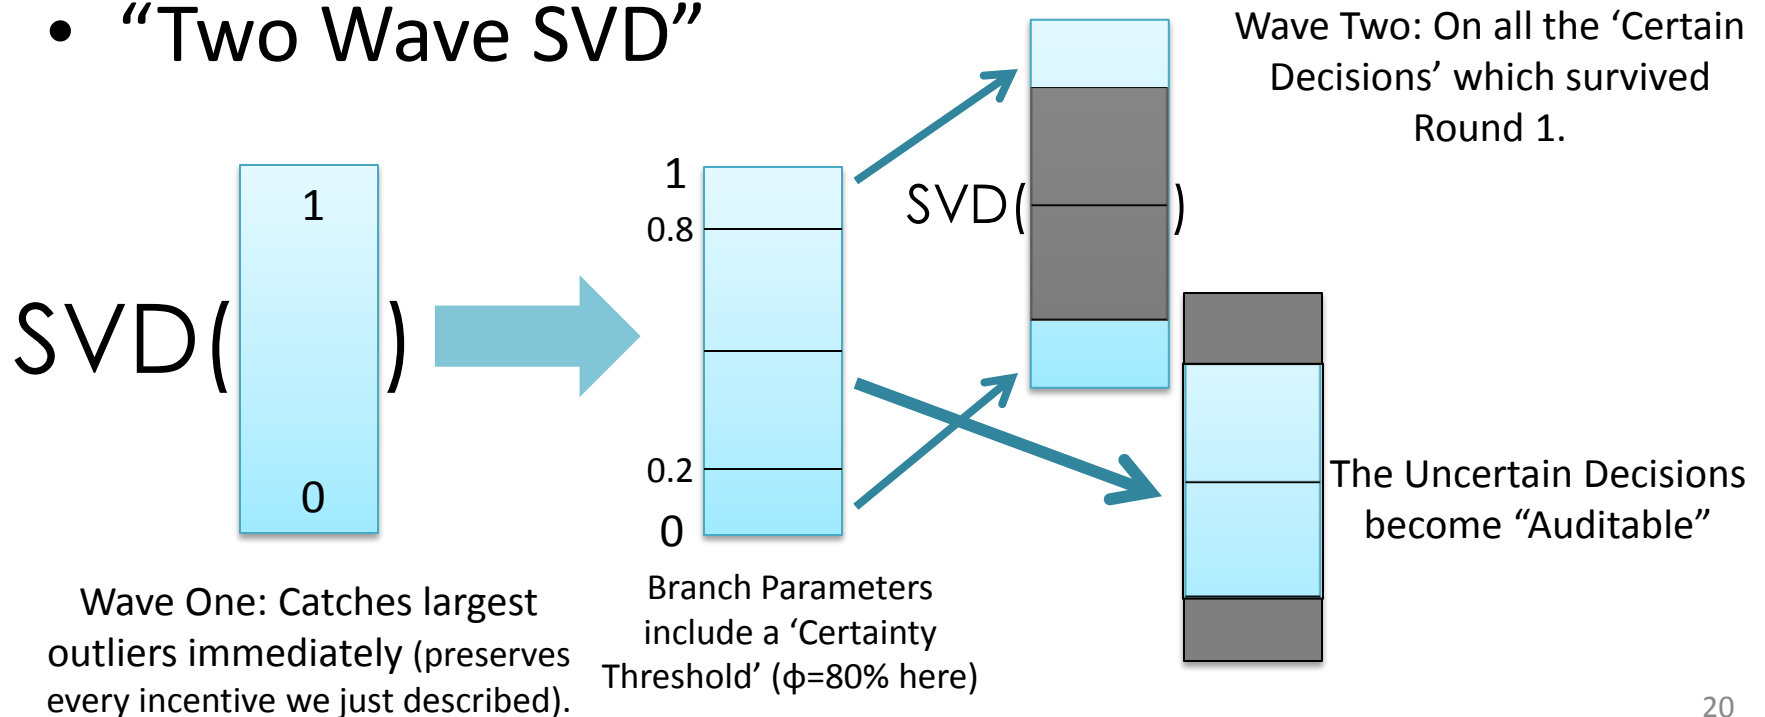 • “Two Wave SVD”
SVD(
1
0
)
Wave One: Catches largest
outliers immediately (preserves
every incentive we just described).
1
0.8
0.2
0
Branch Parameters
include a ‘Certainty
Threshold’ (φ=80% here)
SVD(
)
Wave Two: On all the ‘Certain
Decisions’ which survived
Round 1.
The Uncertain Decisions
become “Auditable”
20